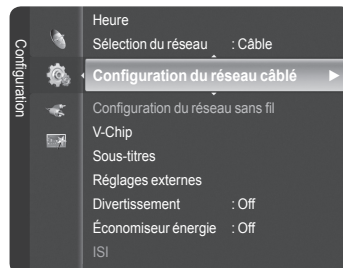 Configuration
Heure
Sélection du réseau : Câble
Configuration du réseau câblé
Configuration du réseau sans fil
V-Chip
Sous-titres
Réglages externes
Divertissement : Off
Économiseur énergie : Off
ISI